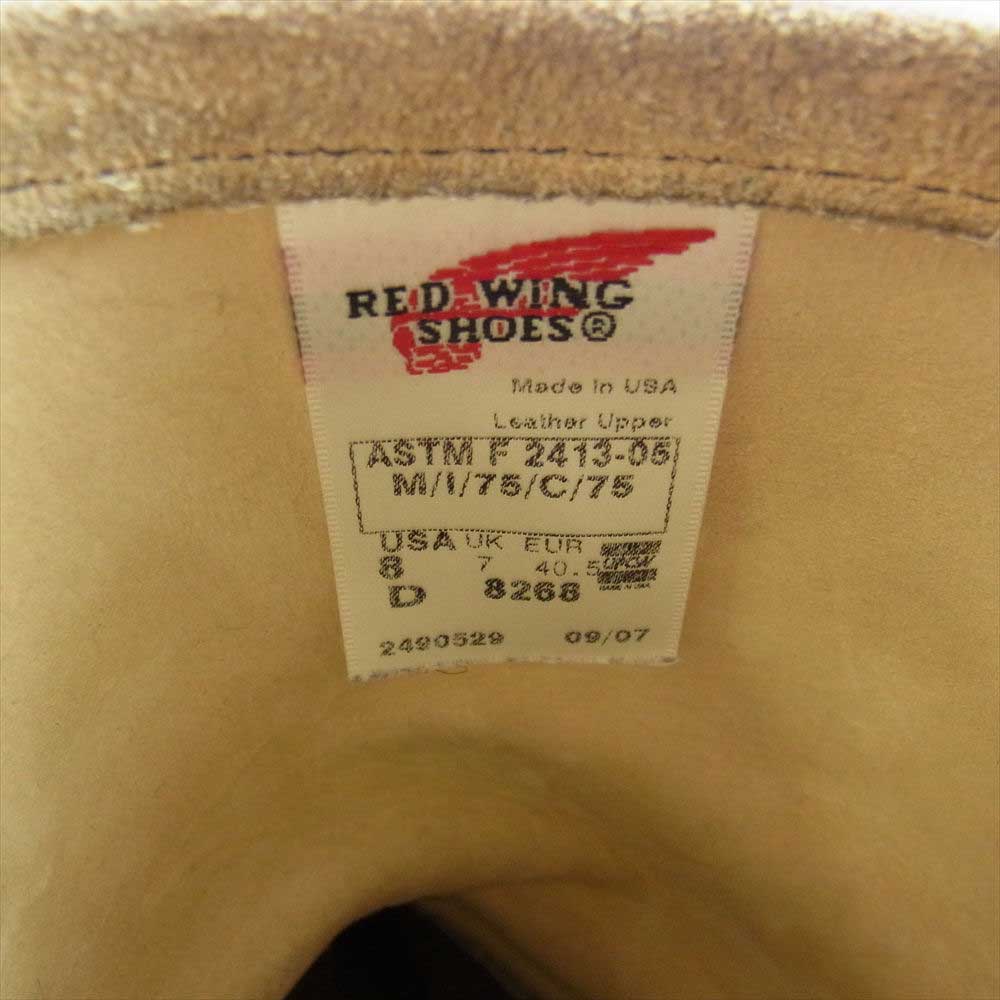 RED WING
SHOES®
Made In USA
Leather Upper
ASTM F 2413-05
M/I/75/C/75
USA UK EUR
8 7 40.5
D 8268
2490529 09/07